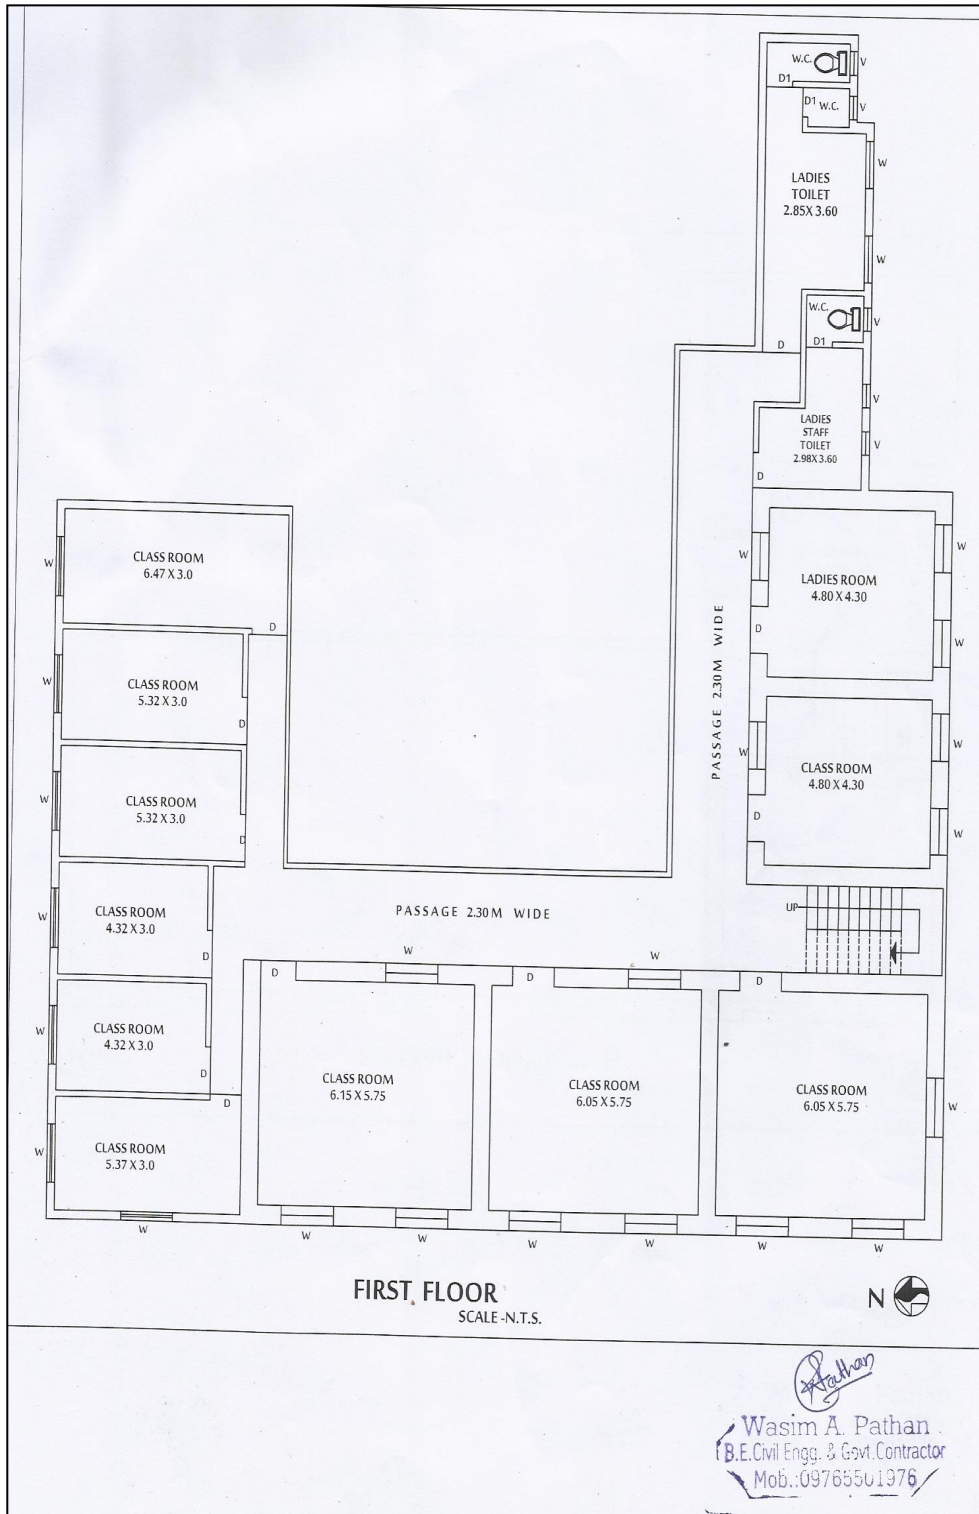 W.C.
V
D1
D1 W.C.
V
W
LADIES
TOILET
2.85X 3.60
W
W.C.
V
D1
D
V
LADIES
STAFF
TOILET
2.98X3.60
V
D
CLASS ROOM
6.47 X 3.0
W
D
W
W
LADIES ROOM
4.80 X 4.30
D
W
PASSAGE 2.30M WIDE
CLASS ROOM
5.32 X 3.0
W
D
CLASS ROOM
5.32 X 3.0
W
D
W
W
CLASS ROOM
4.80 X 4.30
D
W
CLASS ROOM
4.32 X 3.0
W
D
PASSAGE 2.30M WIDE
UP
W
W
D
D
D
CLASS ROOM
4.32 X 3.0
W
D
D
CLASS ROOM
6.15 X 5.75
CLASS ROOM
6.05 X 5.75
CLASS ROOM
6.05 X 5.75
W
CLASS ROOM
5.37 X 3.0
W
W
W
W
W
W
W
W
FIRST FLOOR
SCALE-N.T.S.
N
Pathan
Wasim A. Pathan
B.E.Civil Engg. & Govt.Contractor
Mob.:09765501976